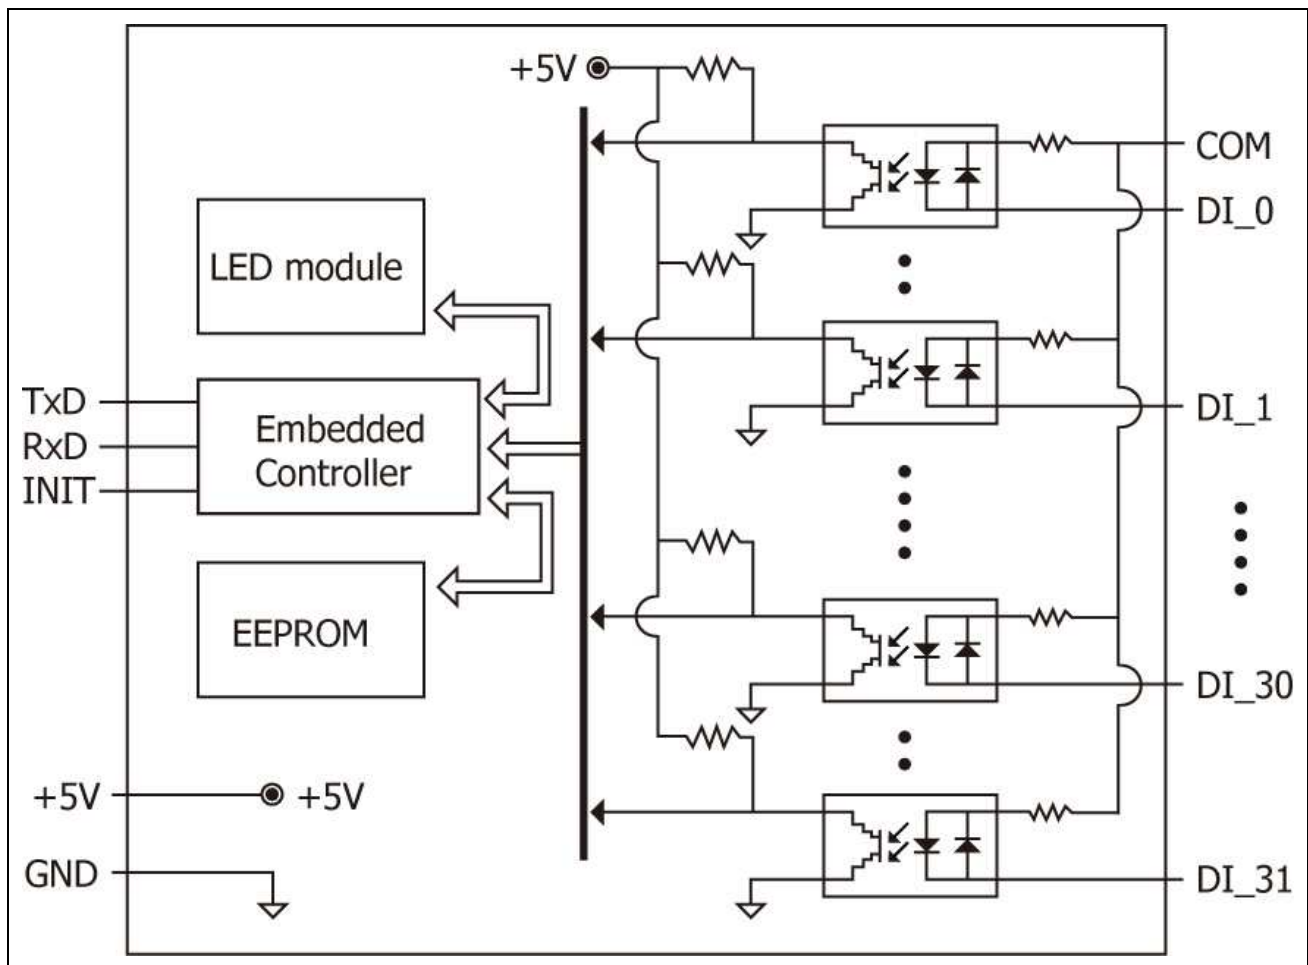 +5V
COM
DI_0
LED module
TxD
RxD
INIT
Embedded
Controller
DI_1
EEPROM
DI_30
+5V
+5V
GND
DI_31